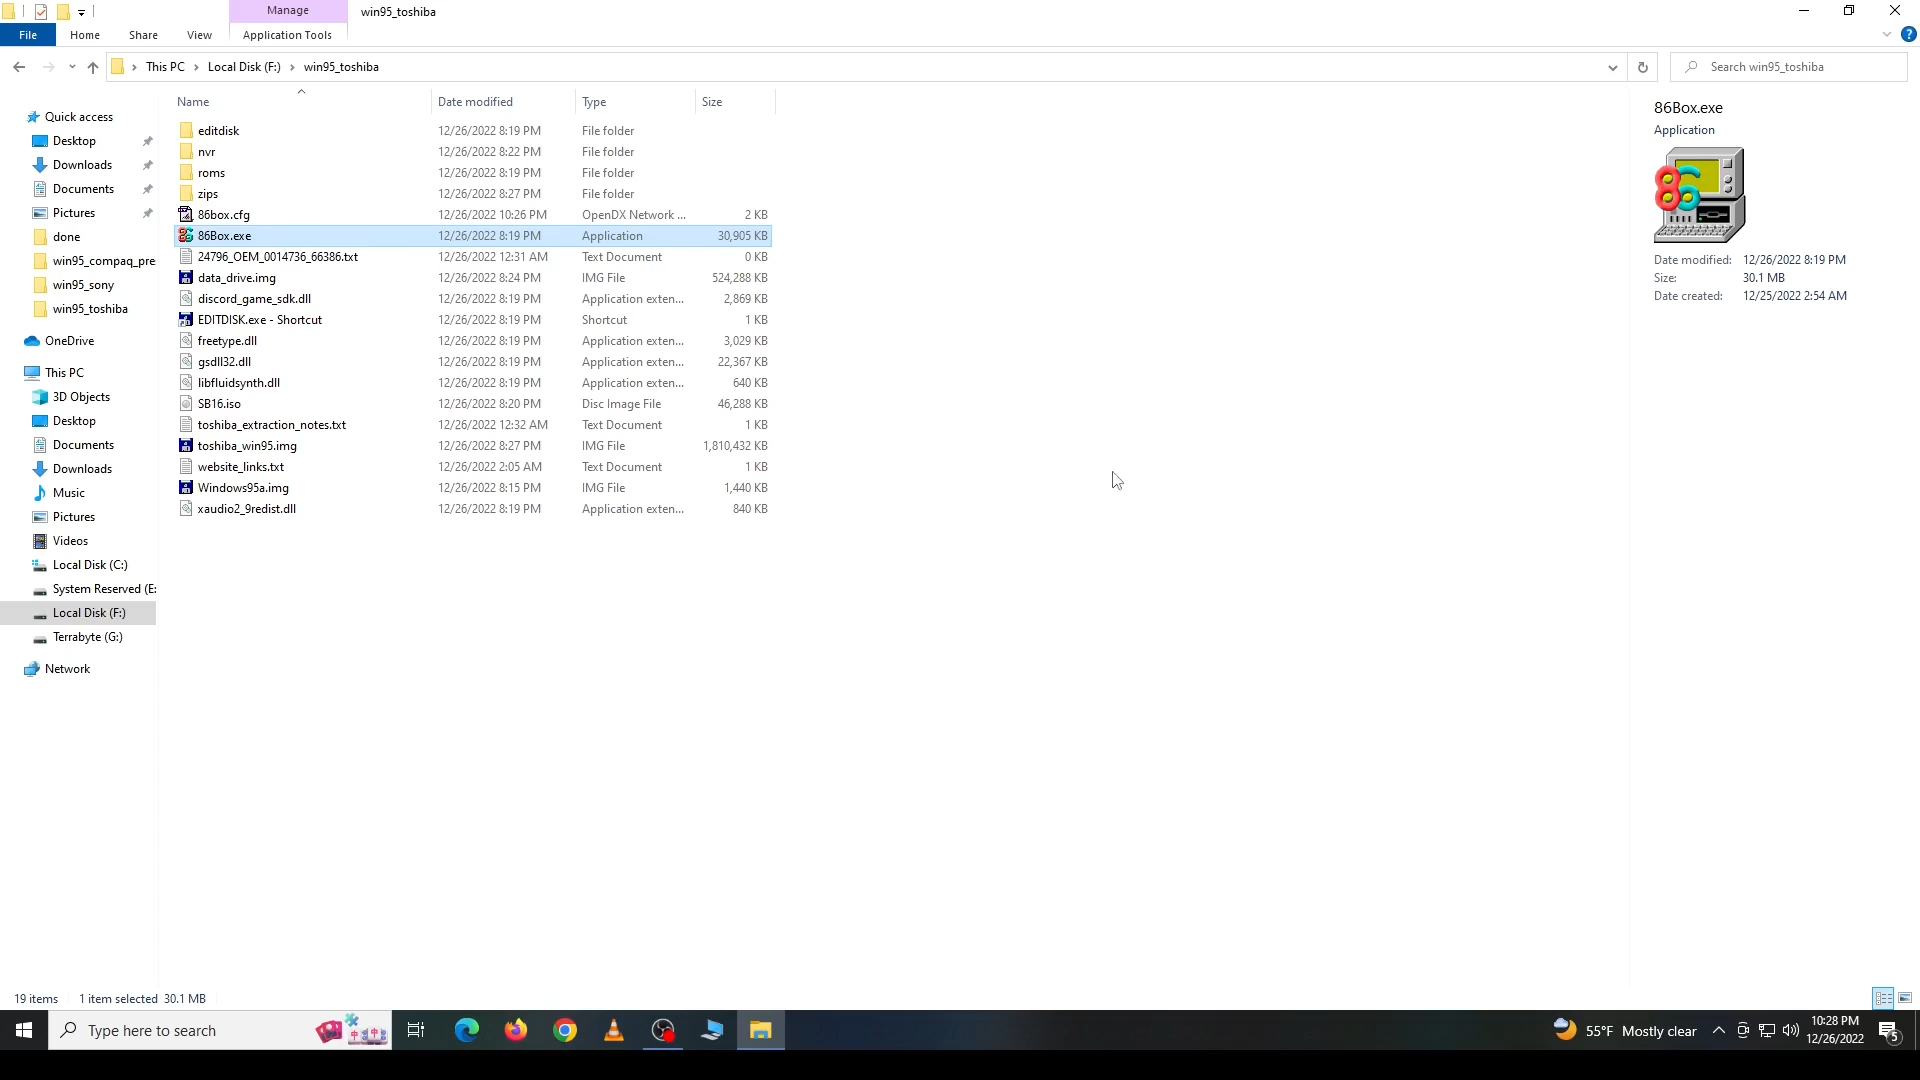 Manage
win95_toshiba
File Home Share View Application Tools
This PC Local Disk (F:) win95_toshiba
Search win95_toshiba
Name Date modified Type Size
editdisk 12/26/2022 8:19 PM File folder
nvr 12/26/2022 8:22 PM File folder
roms 12/26/2022 8:19 PM File folder
zips 12/26/2022 8:27 PM File folder
86box.cfg 12/26/2022 10:26 PM OpenDX Network ... 2 KB
86Box.exe 12/26/2022 8:19 PM Application 30,905 KB
24796_OEM_0014736_66386.txt 12/26/2022 12:31 AM Text Document 0 KB
data_drive.img 12/26/2022 8:24 PM IMG File 524,288 KB
discord_game_sdk.dll 12/26/2022 8:19 PM Application exten... 2,869 KB
EDITDISK.exe - Shortcut 12/26/2022 8:19 PM Shortcut 1 KB
freetype.dll 12/26/2022 8:19 PM Application exten... 3,029 KB
gsdll32.dll 12/26/2022 8:19 PM Application exten... 22,367 KB
libfluidsynth.dll 12/26/2022 8:19 PM Application exten... 640 KB
SB16.iso 12/26/2022 8:20 PM Disc Image File 46,288 KB
toshiba_extraction_notes.txt 12/26/2022 12:32 AM Text Document 1 KB
toshiba_win95.img 12/26/2022 8:27 PM IMG File 1,810,432 KB
website_links.txt 12/26/2022 2:05 AM Text Document 1 KB
Windows95a.img 12/26/2022 8:15 PM IMG File 1,440 KB
xaudio2_9redist.dll 12/26/2022 8:19 PM Application exten... 840 KB
Quick access
Desktop
Downloads
Documents
Pictures
done
win95_compaq_pre
win95_sony
win95_toshiba
OneDrive
This PC
3D Objects
Desktop
Documents
Downloads
Music
Pictures
Videos
Local Disk (C:)
System Reserved (E:
Local Disk (F:)
Terrabyte (G:)
Network
86Box.exe
Application
86
Date modified: 12/26/2022 8:19 PM
Size: 30.1 MB
Date created: 12/25/2022 2:54 AM
19 items 1 item selected 30.1 MB
Type here to search
55°F Mostly clear
10:28 PM
12/26/2022
5